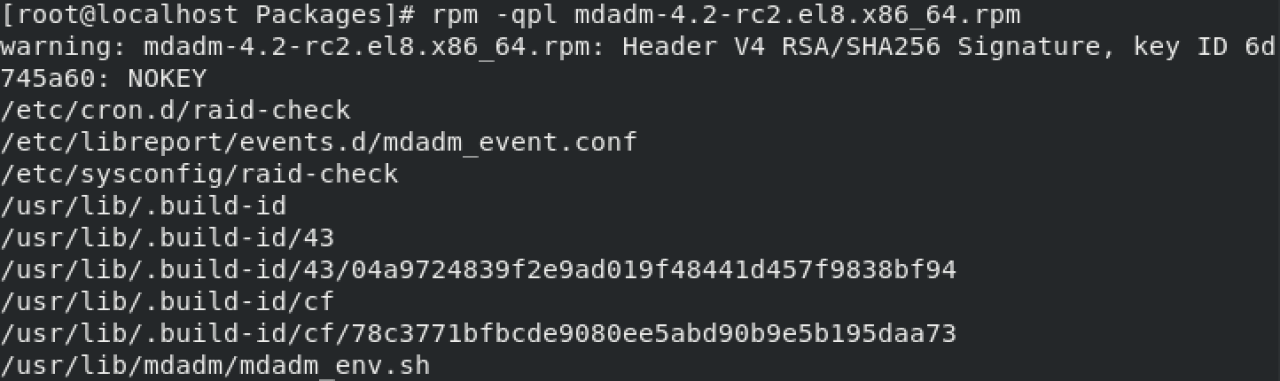 [root@localhost Packages]# rpm -qpl mdadm-4.2-rc2.el8.x86_64.rpm
warning: mdadm-4.2-rc2.el8.x86_64.rpm: Header V4 RSA/SHA256 Signature, key ID 6d
745a60: NOKEY
/etc/cron.d/raid-check
/etc/libreport/events.d/mdadm_event.conf
/etc/sysconfig/raid-check
/usr/lib/.build-id
/usr/lib/.build-id/43
/usr/lib/.build-id/43/04a9724839f2e9ad019f48441d457f9838bf94
/usr/lib/.build-id/cf
/usr/lib/.build-id/cf/78c3771bfbcde9080ee5abd90b9e5b195daa73
/usr/lib/mdadm/mdadm_env.sh